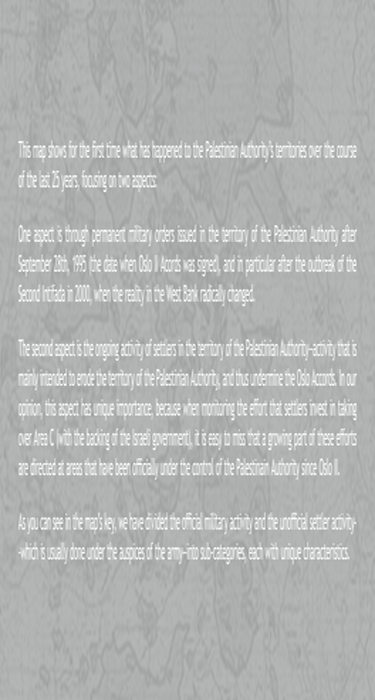 This map shows for the first time what has happened to the Palestinian Authority's territories over the course
of the last 25 years, focusing on two aspects:
One aspect is through permanent military orders issued in the territory of the Palestinian Authority after
September 28th, 1995 (the date when Oslo II Acords was signed), and in particular after the outbreak of the
Second Intifada in 2000, when the reality in the West Bank radically changed.
The second aspect is the ongoing activity of settlers in the territory of the Palestinian Authority–activity that is
mainly intended to erode the territory of the Palestinian Authority, and thus undermine the Oslo Accords. In our
opinion, this aspect has unique importance, because when monitoring the effort that settlers invest in taking
over Area C (with the backing of the Israeli government), it is easy to miss that a growing part of these efforts
are directed at areas that have been officially under the control of the Palestinain Authority since Oslo II.
As you can see in the map's key, we have divided the official military activity and the unofficial settler activity-
-which is usually done under the auspices of the army–into sub-categories, each with unique characteristics.